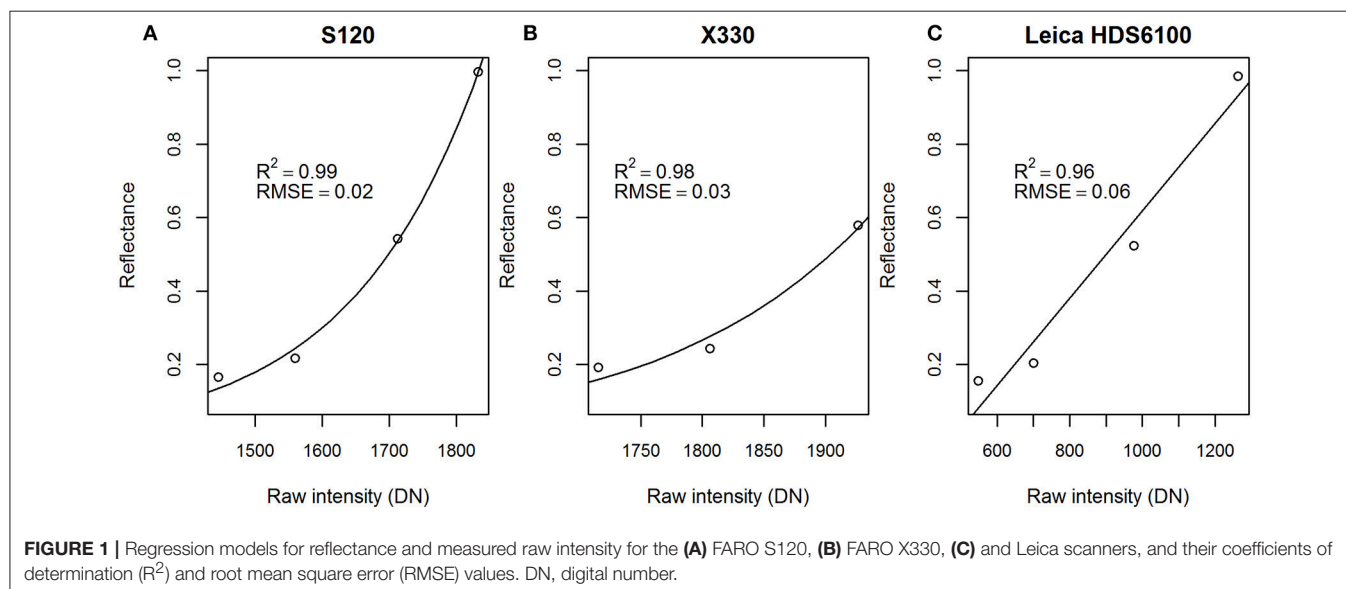 A S120
B X330
C Leica HDS6100
Reflectance
0.2 0.4 0.6 0.8 1.0
R² = 0.99
RMSE = 0.02
1500 1600 1700 1800
Raw intensity (DN)
Reflectance
0.2 0.4 0.6 0.8 1.0
R² = 0.98
RMSE = 0.03
1750 1800 1850 1900
Raw intensity (DN)
Reflectance
0.2 0.4 0.6 0.8 1.0
R² = 0.96
RMSE = 0.06
600 800 1000 1200
Raw intensity (DN)
FIGURE 1 | Regression models for reflectance and measured raw intensity for the (A) FARO S120, (B) FARO X330, (C) and Leica scanners, and their coefficients of
determination (R²) and root mean square error (RMSE) values. DN, digital number.